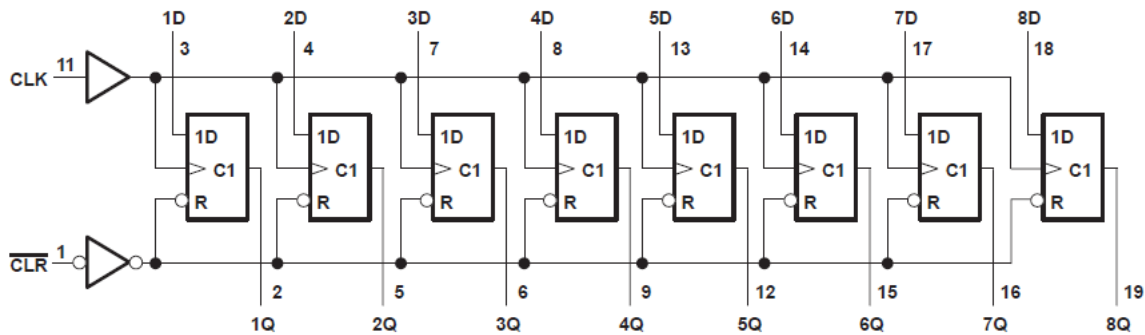 1D 2D 3D 4D 5D 6D 7D 8D
3 4 7 8 13 14 17 18
CLK 11
1D 1D 1D 1D 1D 1D 1D 1D
C1 C1 C1 C1 C1 C1 C1 C1
R R R R R R R R
CLR 1
2 5 6 9 12 15 16 19
1Q 2Q 3Q 4Q 5Q 6Q 7Q 8Q